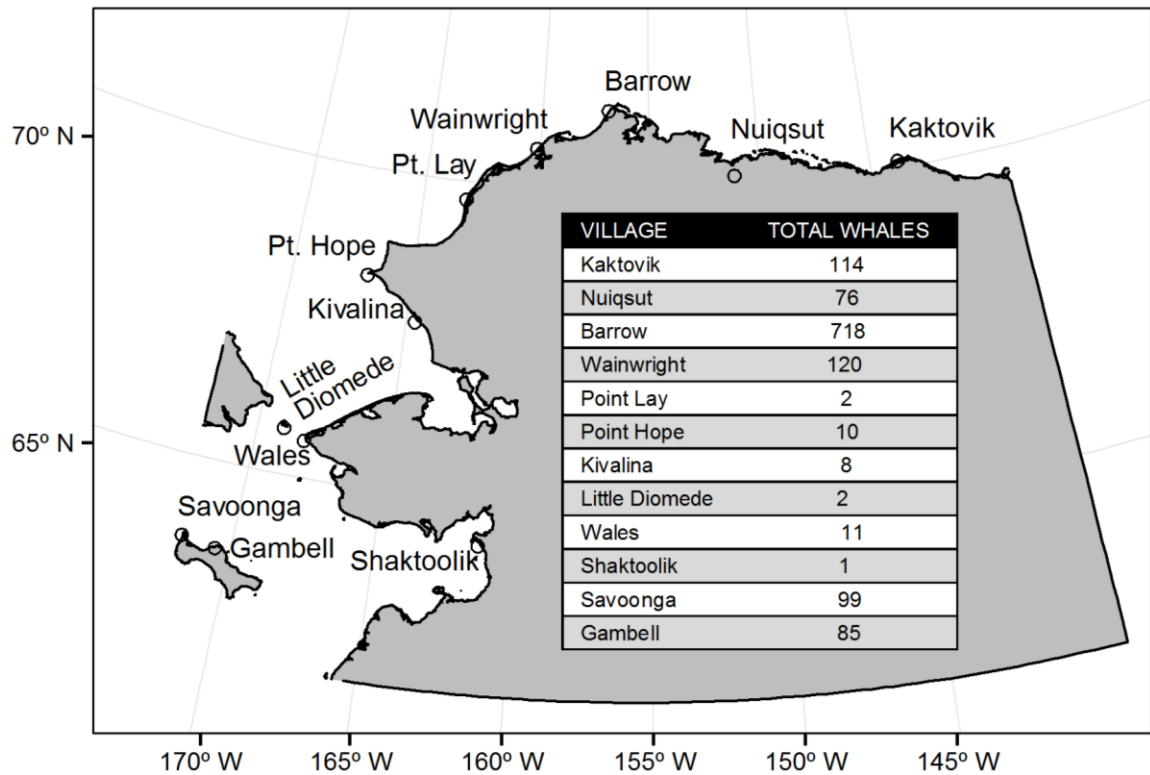 Barrow
Wainwright
Nuiqsut
Kaktovik
70º N
Pt. Lay
Pt. Hope
Kivalina
Little
Diomede
65º N
Wales
Savoonga
Gambell
Shaktoolik
VILLAGE TOTAL WHALES
Kaktovik 114
Nuiqsut 76
Barrow 718
Wainwright 120
Point Lay 2
Point Hope 10
Kivalina 8
Little Diomede 2
Wales 11
Shaktoolik 1
Savoonga 99
Gambell 85
170º W 165º W 160º W 155º W 150º W 145º W